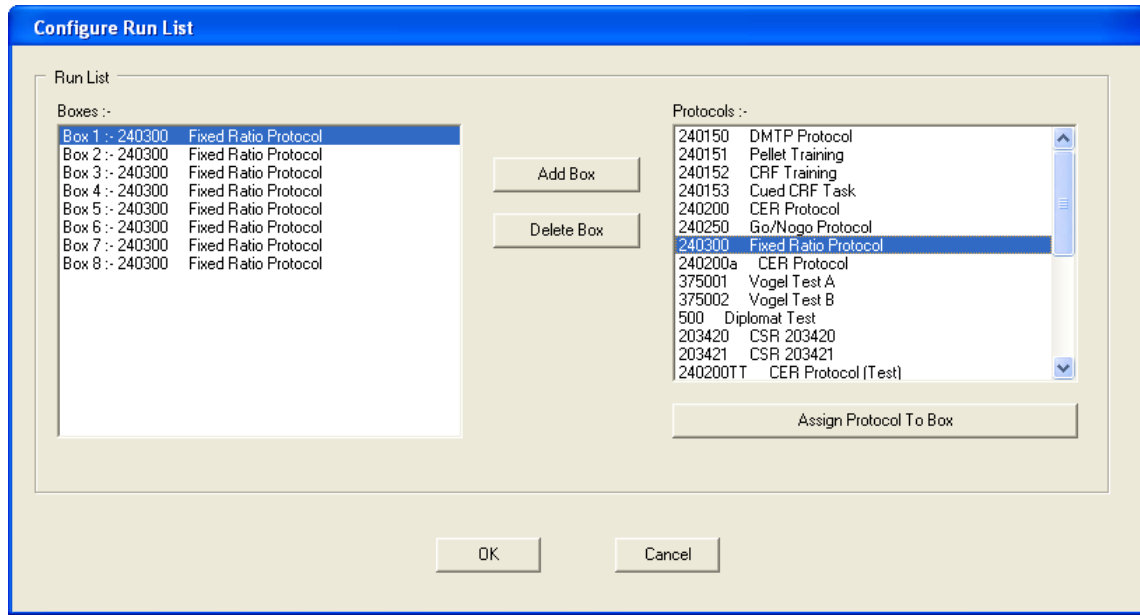 Configure Run List
Run List
Boxes :-
Box 1 :- 240300 Fixed Ratio Protocol
Box 2 :- 240300 Fixed Ratio Protocol
Box 3 :- 240300 Fixed Ratio Protocol
Box 4 :- 240300 Fixed Ratio Protocol
Box 5 :- 240300 Fixed Ratio Protocol
Box 6 :- 240300 Fixed Ratio Protocol
Box 7 :- 240300 Fixed Ratio Protocol
Box 8 :- 240300 Fixed Ratio Protocol
Add Box
Delete Box
Protocols :-
240150 DMTP Protocol
240151 Pellet Training
240152 CRF Training
240153 Cued CRF Task
240200 CER Protocol
240250 Go/Nogo Protocol
240300 Fixed Ratio Protocol
240200a CER Protocol
375001 Vogel Test A
375002 Vogel Test B
500 Diplomat Test
203420 CSR 203420
203421 CSR 203421
240200TT CER Protocol (Test)
Assign Protocol To Box
OK
Cancel